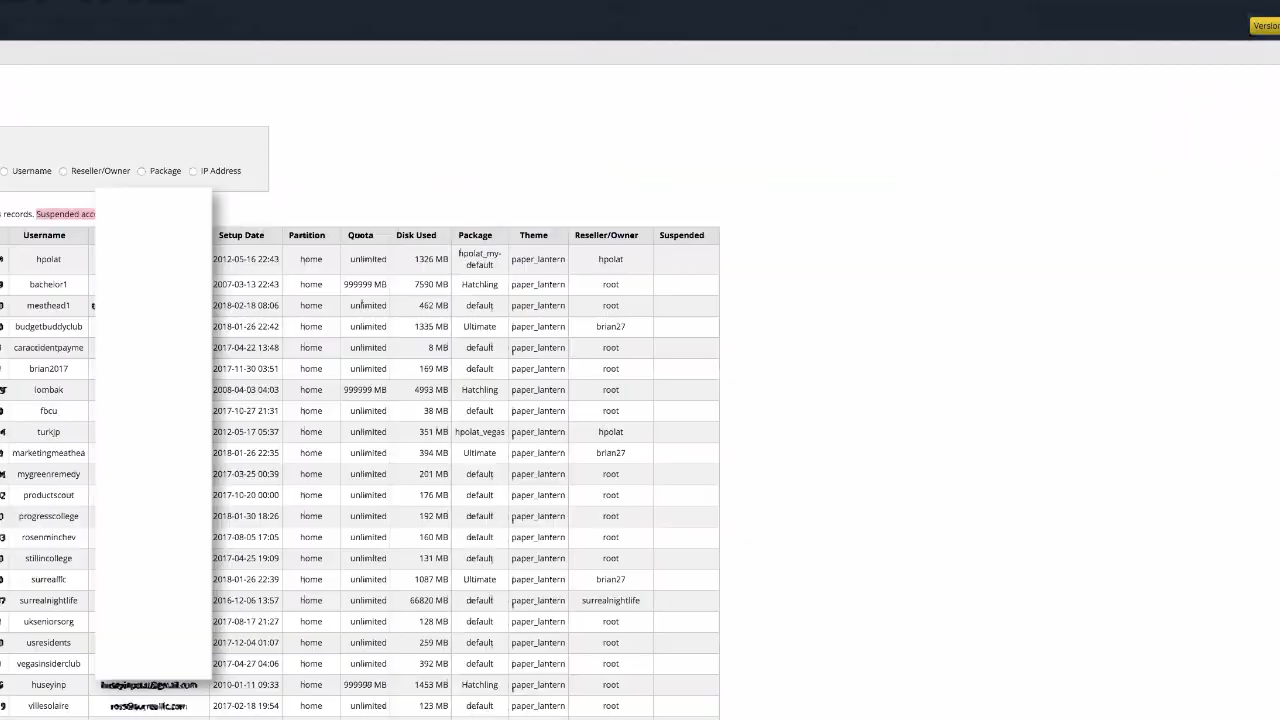 Versio
Username Reseller/Owner Package IP Address
records. Suspended acco
Username Setup Date Partition Quota Disk Used Package Theme Reseller/Owner Suspended
hpolat 2012-05-16 22:43 home unlimited 1326 MB hpolat_my-default paper_lantern hpolat
bachelor1 2007-03-13 22:43 home 999999 MB 7590 MB Hatchling paper_lantern root
meathead1 2018-02-18 08:06 home unlimited 462 MB default paper_lantern root
budgetbuddyclub 2018-01-26 22:42 home unlimited 1335 MB Ultimate paper_lantern brian27
caraccidentpayme 2017-04-22 13:48 home unlimited 8 MB default paper_lantern root
brian2017 2017-11-30 03:51 home unlimited 169 MB default paper_lantern root
lombak 2008-04-03 04:03 home 999999 MB 4993 MB Hatchling paper_lantern root
fbcu 2017-10-27 21:31 home unlimited 38 MB default paper_lantern root
turkjp 2012-05-17 05:37 home unlimited 351 MB hpolat_vegas paper_lantern hpolat
marketingmeathea 2018-01-26 22:35 home unlimited 394 MB Ultimate paper_lantern brian27
mygreenremedy 2017-03-25 00:39 home unlimited 201 MB default paper_lantern root
productscout 2017-10-20 00:00 home unlimited 176 MB default paper_lantern root
progresscollege 2018-01-30 18:26 home unlimited 192 MB default paper_lantern root
rosenminchev 2017-08-05 17:05 home unlimited 160 MB default paper_lantern root
stillincollege 2017-04-25 19:09 home unlimited 131 MB default paper_lantern root
surrealllc 2018-01-26 22:39 home unlimited 1087 MB Ultimate paper_lantern brian27
surrealnightlife 2016-12-06 13:57 home unlimited 66820 MB default paper_lantern surrealnightlife
ukseniorsorg 2017-08-17 21:27 home unlimited 128 MB default paper_lantern root
usresidents 2017-12-04 01:07 home unlimited 259 MB default paper_lantern root
vegasinsiderclub 2017-04-27 04:06 home unlimited 392 MB default paper_lantern root
huseyinp 2010-01-11 09:33 home 999999 MB 1453 MB Hatchling paper_lantern root
villesolaire 2017-02-18 19:54 home unlimited 123 MB default paper_lantern root